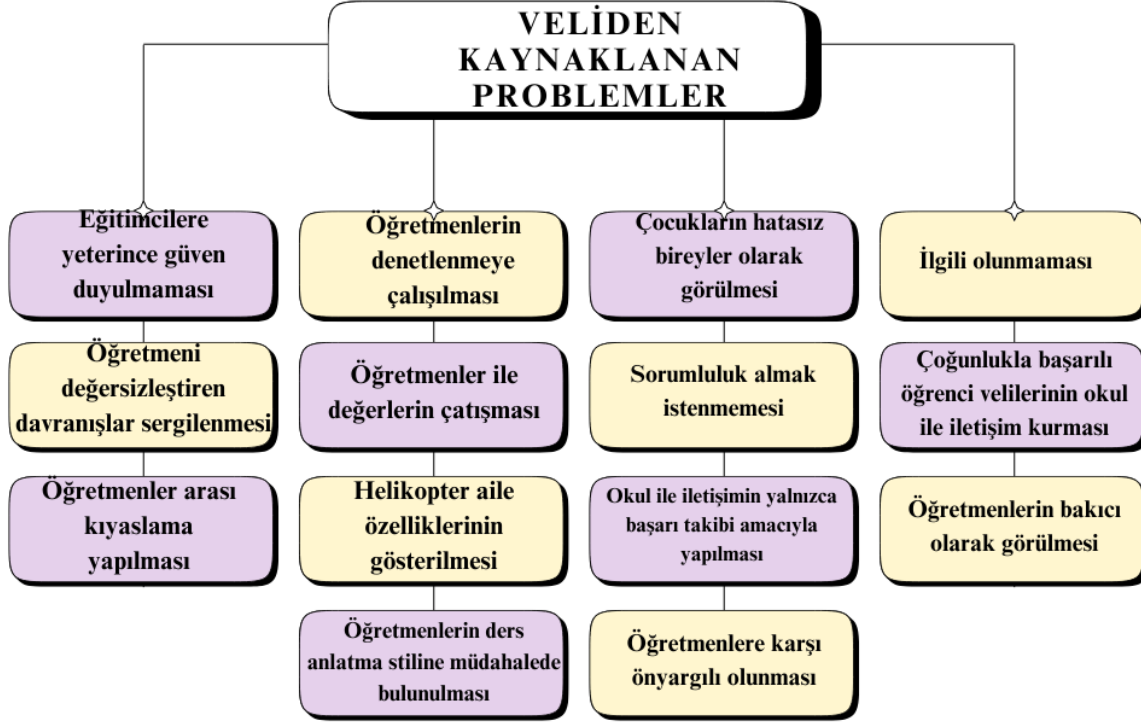 VELİDEN
KAYNAKLANAN
PROBLEMLER
Eğitimcilere
yeterince güven
duyulmaması
Öğretmeni
değersizleştiren
davranışlar sergilenmesi
Öğretmenler arası
kıyaslama
yapılması
Öğretmenlerin
denetlenmeye
çalışılması
Öğretmenler ile
değerlerin çatışması
Helikopter aile
özelliklerinin
gösterilmesi
Öğretmenlerin ders
anlatma stiline müdahalede
bulunulması
Çocukların hatasız
bireyler olarak
görülmesi
Sorumluluk almak
istenmemesi
Okul ile iletişimin yalnızca
başarı takibi amacıyla
yapılması
Öğretmenlere karşı
önyargılı olunması
İlgili olunmaması
Çoğunlukla başarılı
öğrenci velilerinin okul
ile iletişim kurması
Öğretmenlerin bakıcı
olarak görülmesi